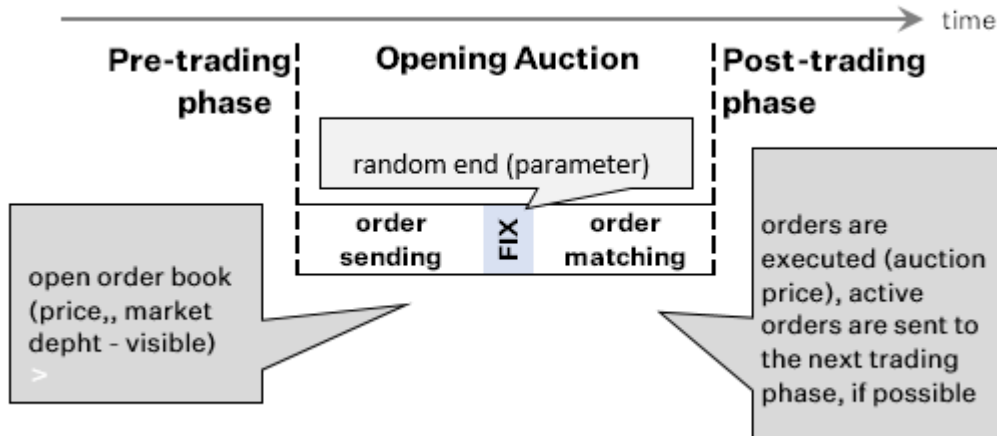 time
Pre-trading
phase
Opening Auction
Post-trading
phase
random end (parameter)
order
sending
FIX
order
matching
open order book
(price,, market
depht - visible)
>
orders are
executed (auction
price), active
orders are sent to
the next trading
phase, if possible